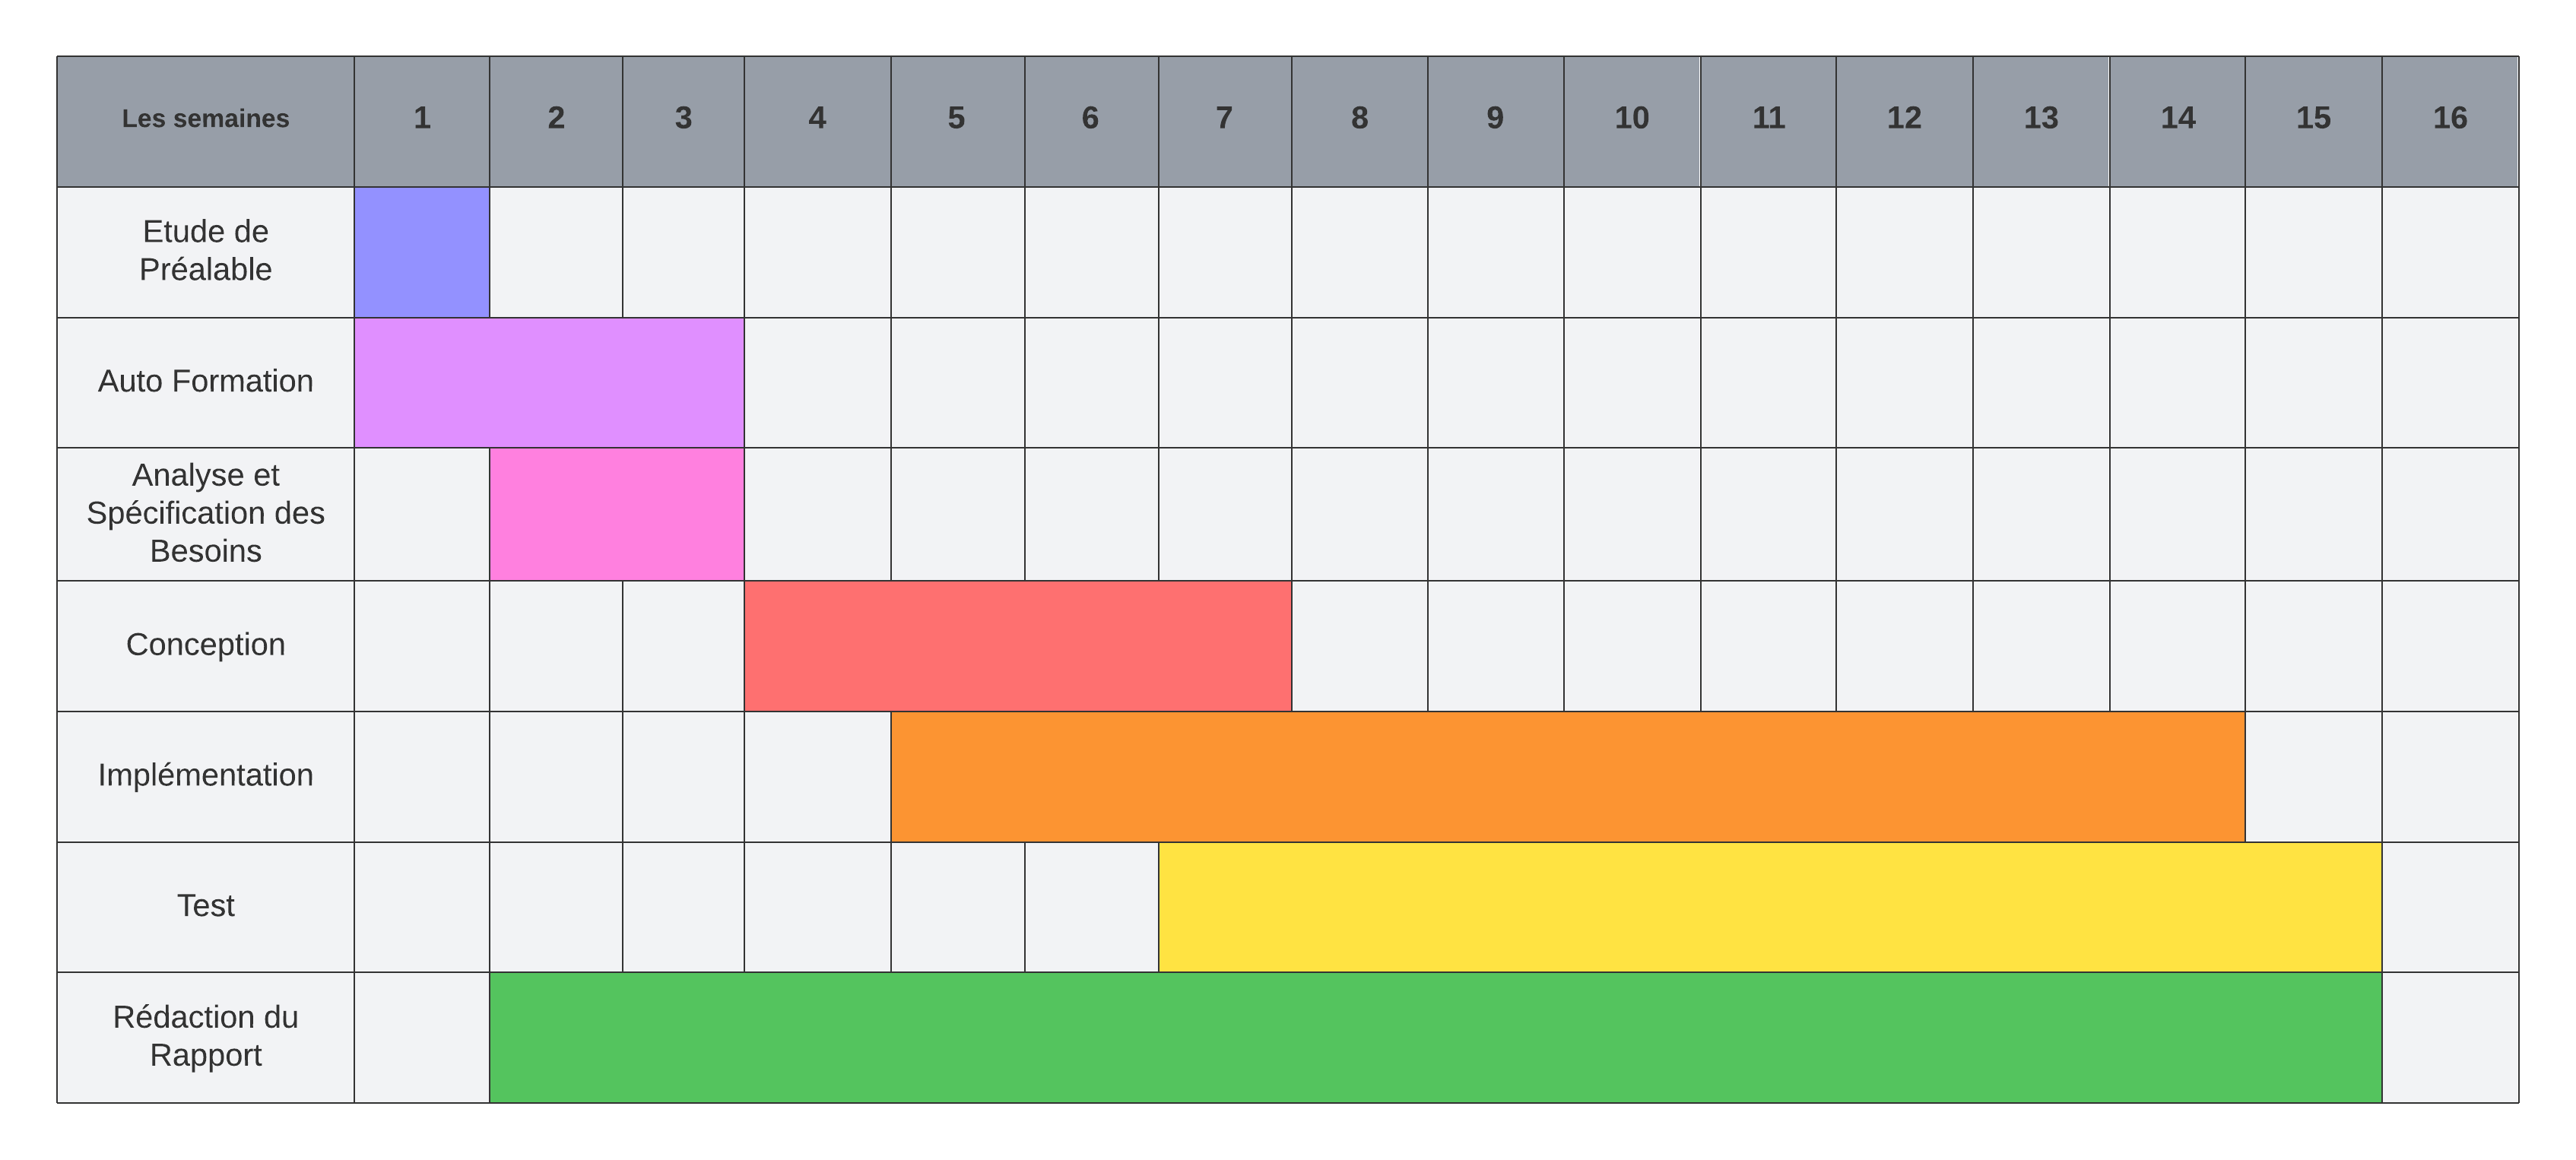 Les semaines 1 2 3 4 5 6 7 8 9 10 11 12 13 14 15 16
Etude de
Préalable
Auto Formation
Analyse et
Spécification des
Besoins
Conception
Implémentation
Test
Rédaction du
Rapport